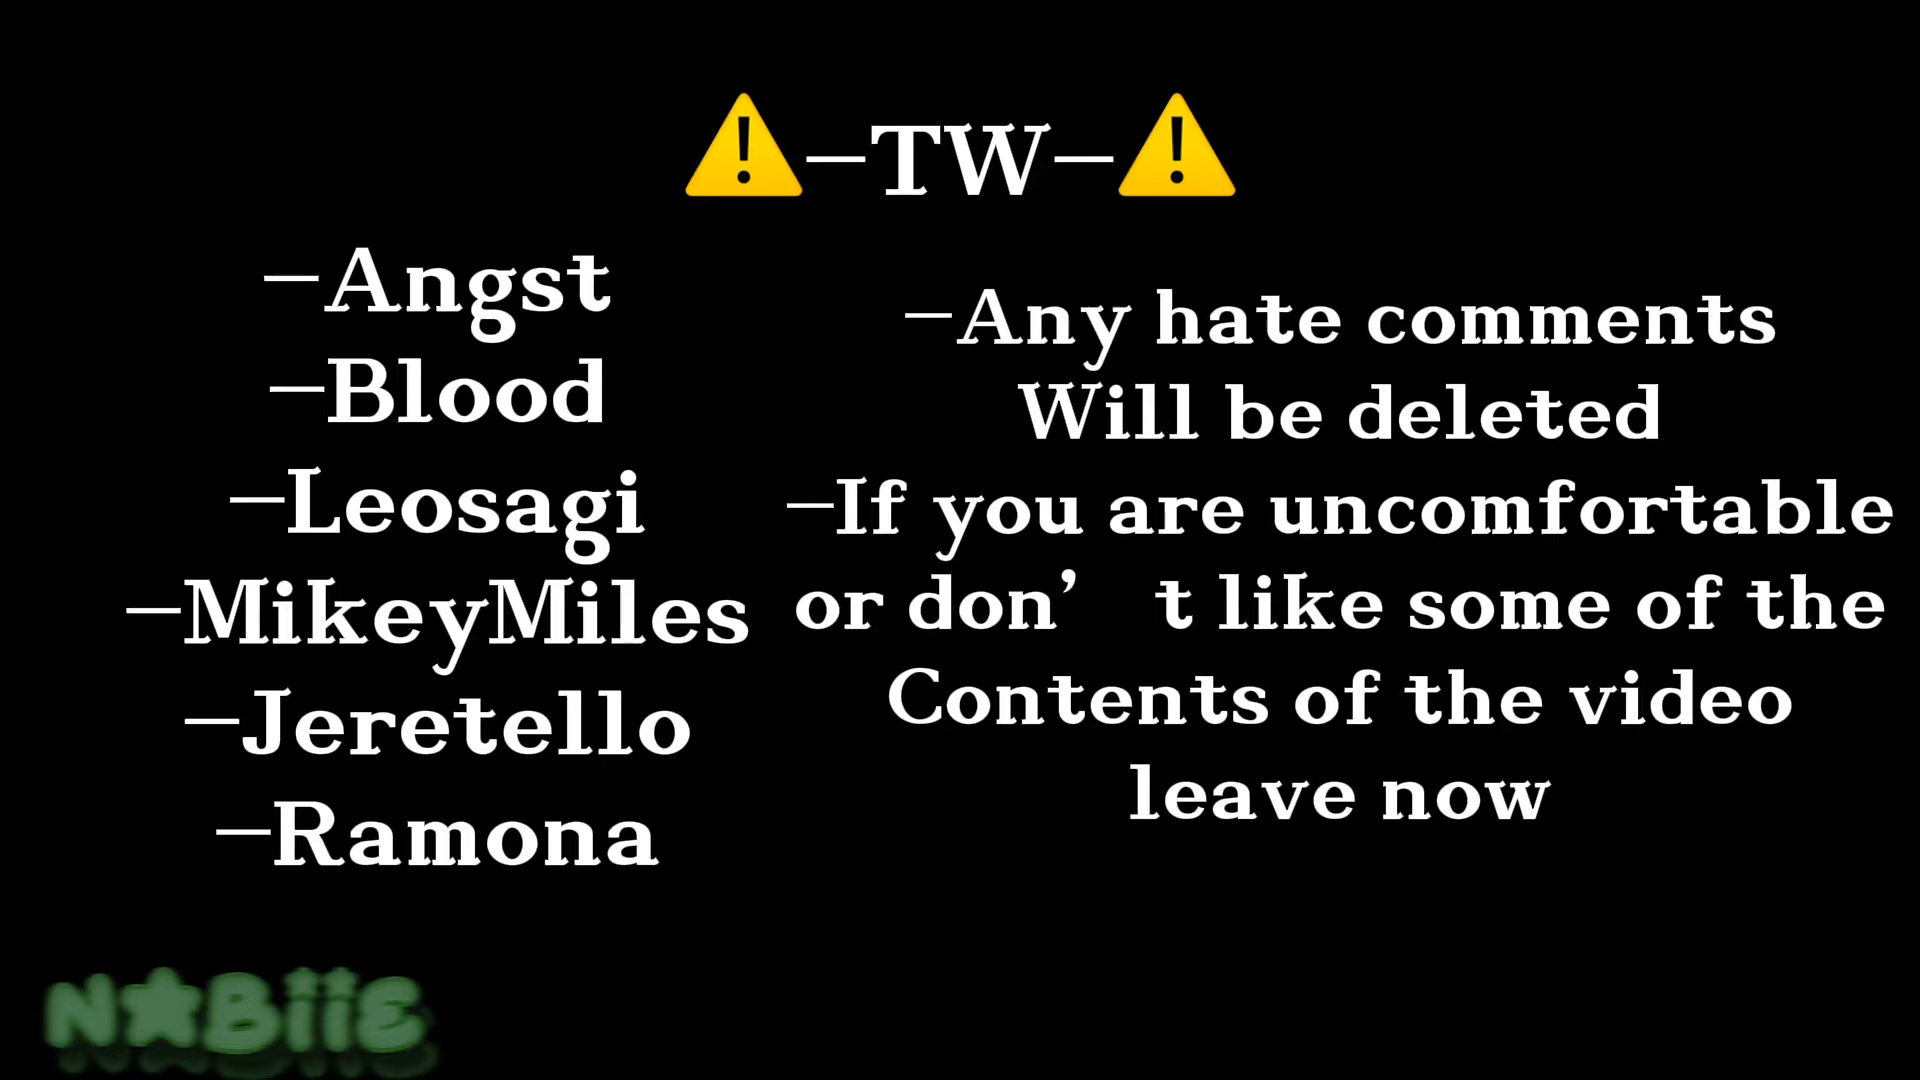 ⚠️-TW-⚠️
-Angst
-Blood
-Leosagi
-MikeyMiles
-Jeretello
-Ramona
-Any hate comments
Will be deleted
-If you are uncomfortable
or don’ t like some of the
Contents of the video
leave now
N★Biiε